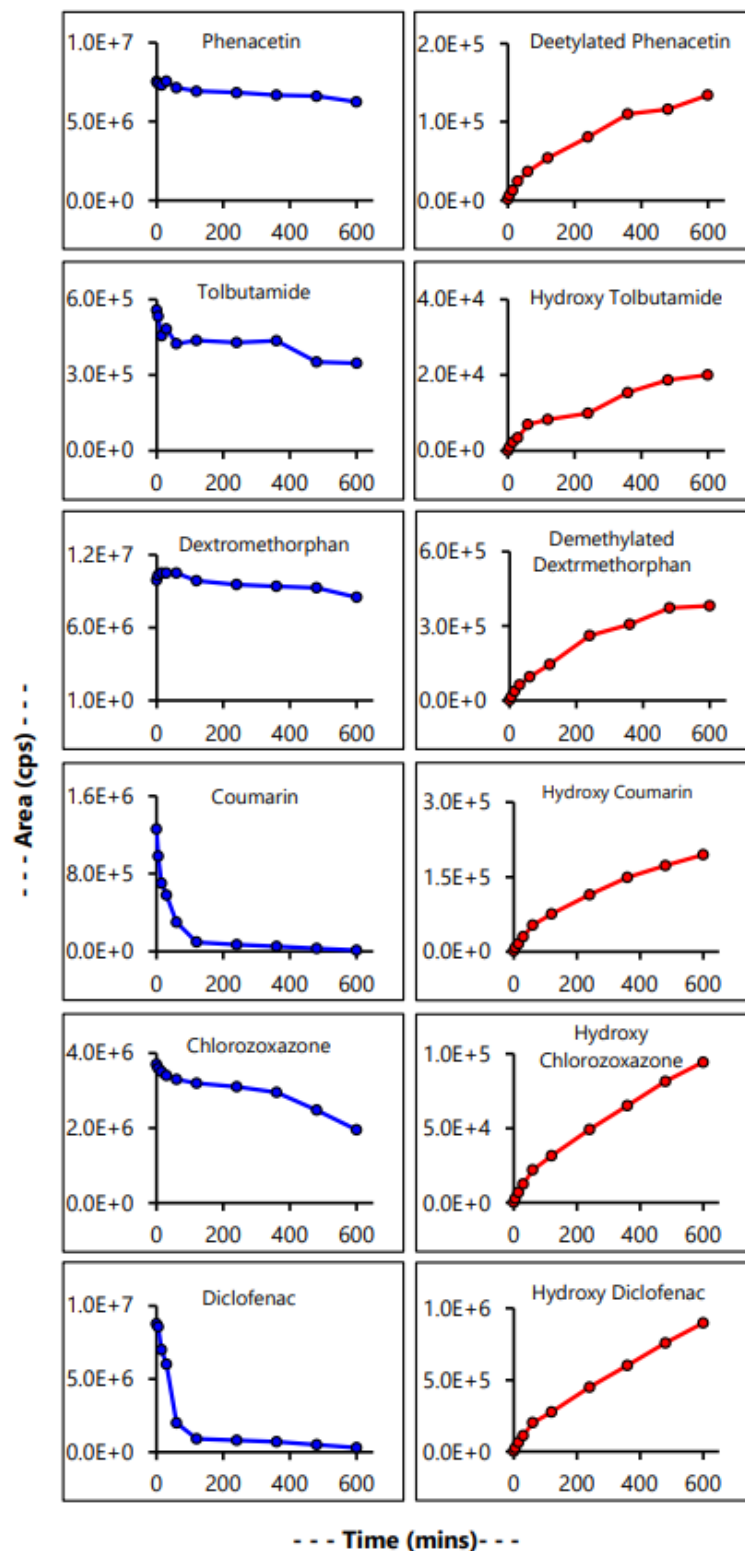 Phenacetin
1.0E+7
5.0E+6
0.0E+0
0 200 400 600
Deetylated Phenacetin
2.0E+5
1.0E+5
0.0E+0
0 200 400 600
Tolbutamide
6.0E+5
3.0E+5
0.0E+0
0 200 400 600
Hydroxy Tolbutamide
4.0E+4
2.0E+4
0.0E+0
0 200 400 600
Dextromethorphan
1.2E+7
6.0E+6
1.0E+0
0 200 400 600
Demethylated
Dextrmethorphan
6.0E+5
3.0E+5
0.0E+0
0 200 400 600
Coumarin
1.6E+6
8.0E+5
0.0E+0
0 200 400 600
Hydroxy Coumarin
3.0E+5
1.5E+5
0.0E+0
0 200 400 600
Chlorozoxazone
4.0E+6
2.0E+6
0.0E+0
0 200 400 600
Hydroxy
Chlorozoxazone
1.0E+5
5.0E+4
0.0E+0
0 200 400 600
Diclofenac
1.0E+7
5.0E+6
0.0E+0
0 200 400 600
Hydroxy Diclofenac
1.0E+6
5.0E+5
0.0E+0
0 200 400 600
- - - Area (cps) - - -
- - - Time (mins)- - -